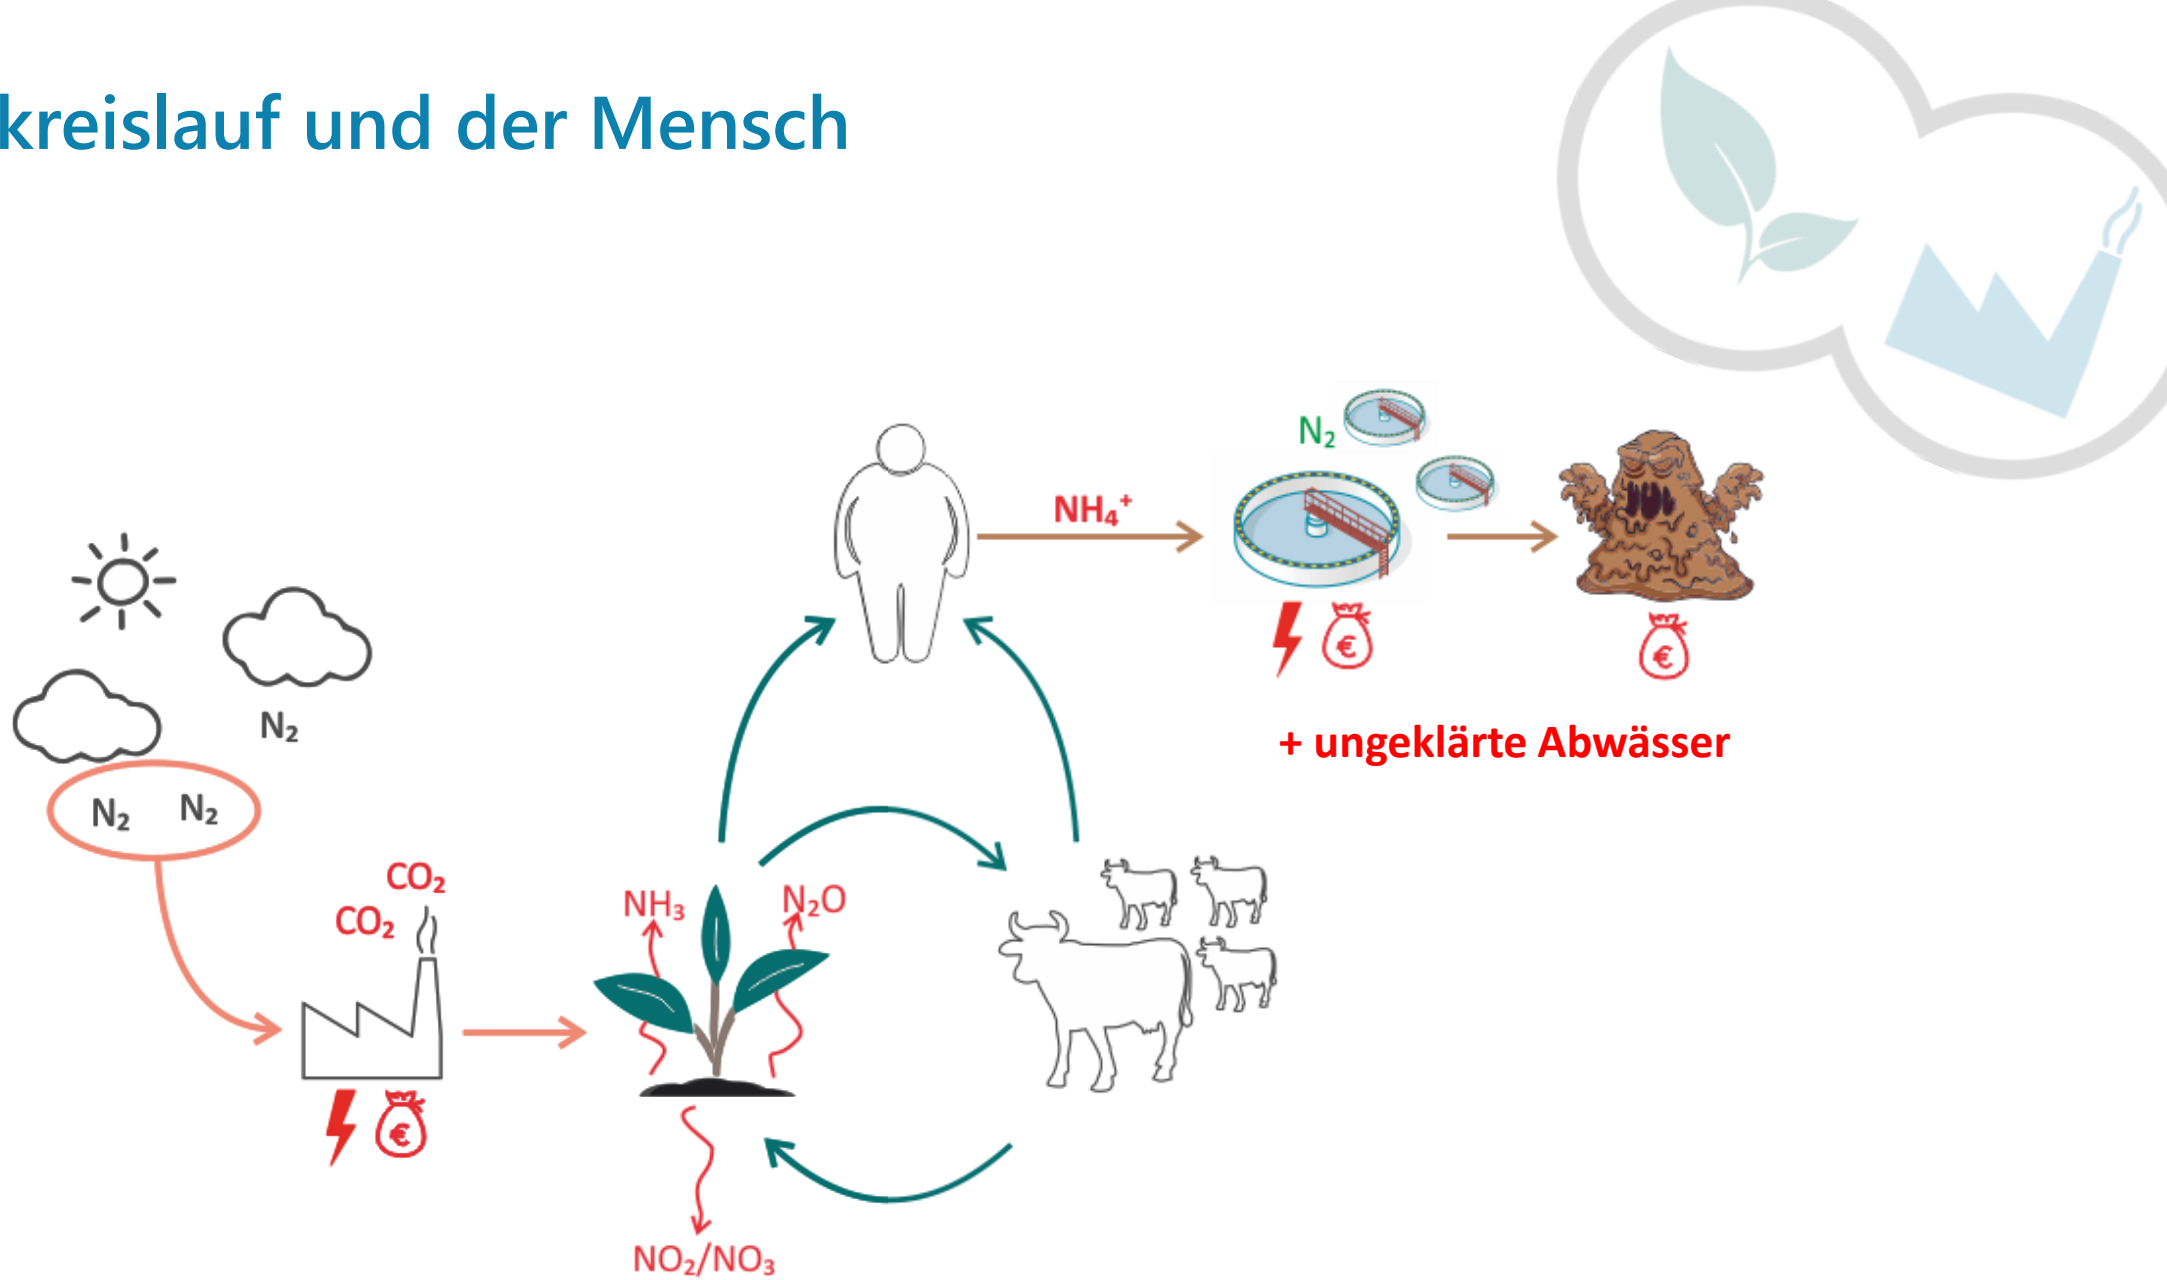 kreislauf und der Mensch
N₂
NH₄⁺
N₂
N₂ N₂
€
€
+ ungeklärte Abwässer
CO₂
CO₂
NH₃
N₂O
€
NO₂/NO₃